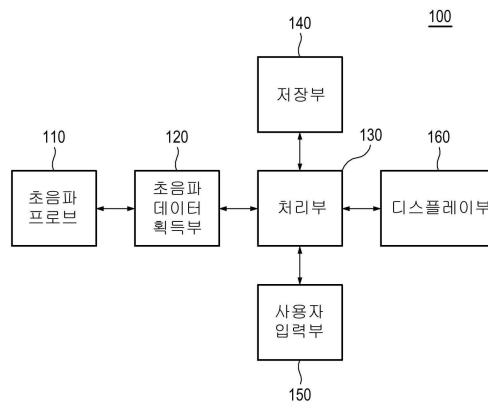 100
140
저장부
110
120
130
160
초음파
프로브
초음파
데이터
획득부
처리부
디스플레이부
사용자
입력부
150